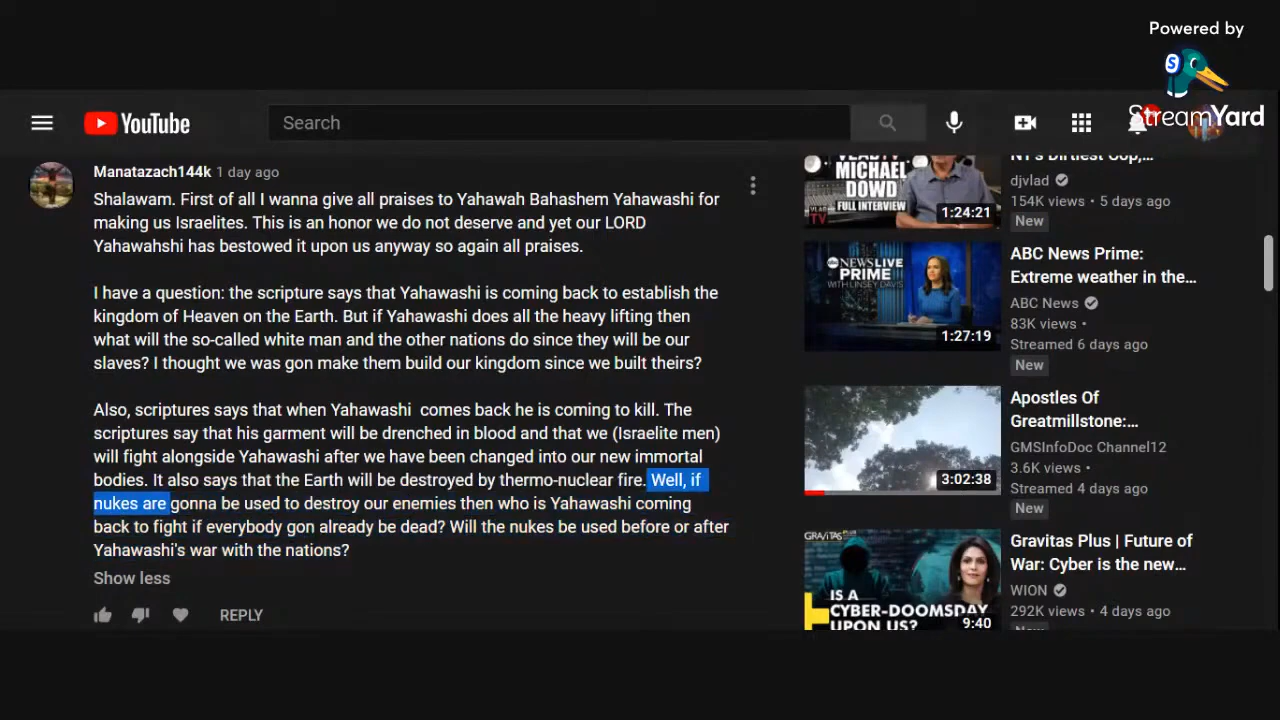 Powered by
S
StreamYard
YouTube
Search
Manatazach144k 1 day ago
Shalawam. First of all I wanna give all praises to Yahawah Bahashem Yahawashi for
making us Israelites. This is an honor we do not deserve and yet our LORD
Yahawahshi has bestowed it upon us anyway so again all praises.
I have a question: the scripture says that Yahawashi is coming back to establish the
kingdom of Heaven on the Earth. But if Yahawashi does all the heavy lifting then
what will the so-called white man and the other nations do since they will be our
slaves? I thought we was gon make them build our kingdom since we built theirs?
Also, scriptures says that when Yahawashi comes back he is coming to kill. The
scriptures say that his garment will be drenched in blood and that we (Israelite men)
will fight alongside Yahawashi after we have been changed into our new immortal
bodies. It also says that the Earth will be destroyed by thermo-nuclear fire. Well, if
nukes are gonna be used to destroy our enemies then who is Yahawashi coming
back to fight if everybody gon already be dead? Will the nukes be used before or after
Yahawashi's war with the nations?
Show less
REPLY
VLADTV
MICHAEL
DOWD
FULL INTERVIEW
VLAD
TV
1:24:21
NY's Dirtiest Cop,...
djvlad
154K views • 5 days ago
New
abc NEWSLIVE
PRIME
WITH LINSEY DAVIS
1:27:19
ABC News Prime:
Extreme weather in the...
ABC News
83K views •
Streamed 6 days ago
New
3:02:38
Apostles Of
Greatmillstone:...
GMSInfoDoc Channel12
3.6K views •
Streamed 4 days ago
New
GRAVITAS PLUS
IS A
CYBER-DOOMSDAY
UPON US?
9:40
Gravitas Plus | Future of
War: Cyber is the new...
WION
292K views • 4 days ago
New